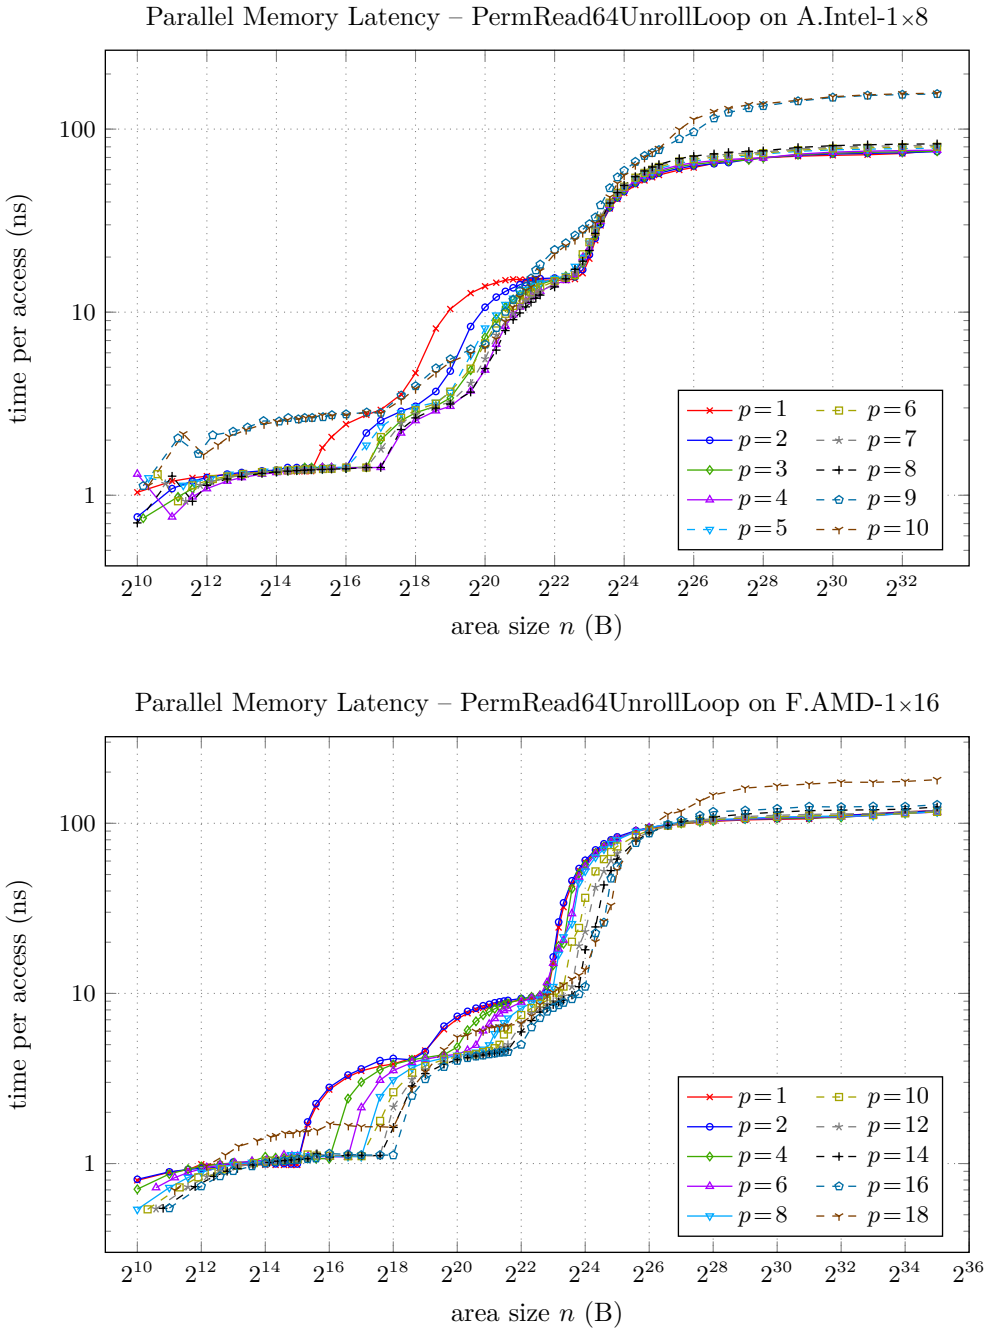 Parallel Memory Latency – PermRead64UnrollLoop on A.Intel-1×8
time per access (ns)
100
10
1
p=1 p=6
p=2 p=7
p=3 p=8
p=4 p=9
p=5 p=10
2^10 2^12 2^14 2^16 2^18 2^20 2^22 2^24 2^26 2^28 2^30 2^32
area size n (B)
Parallel Memory Latency – PermRead64UnrollLoop on F.AMD-1×16
time per access (ns)
100
10
1
p=1 p=10
p=2 p=12
p=4 p=14
p=6 p=16
p=8 p=18
2^10 2^12 2^14 2^16 2^18 2^20 2^22 2^24 2^26 2^28 2^30 2^32 2^34 2^36
area size n (B)